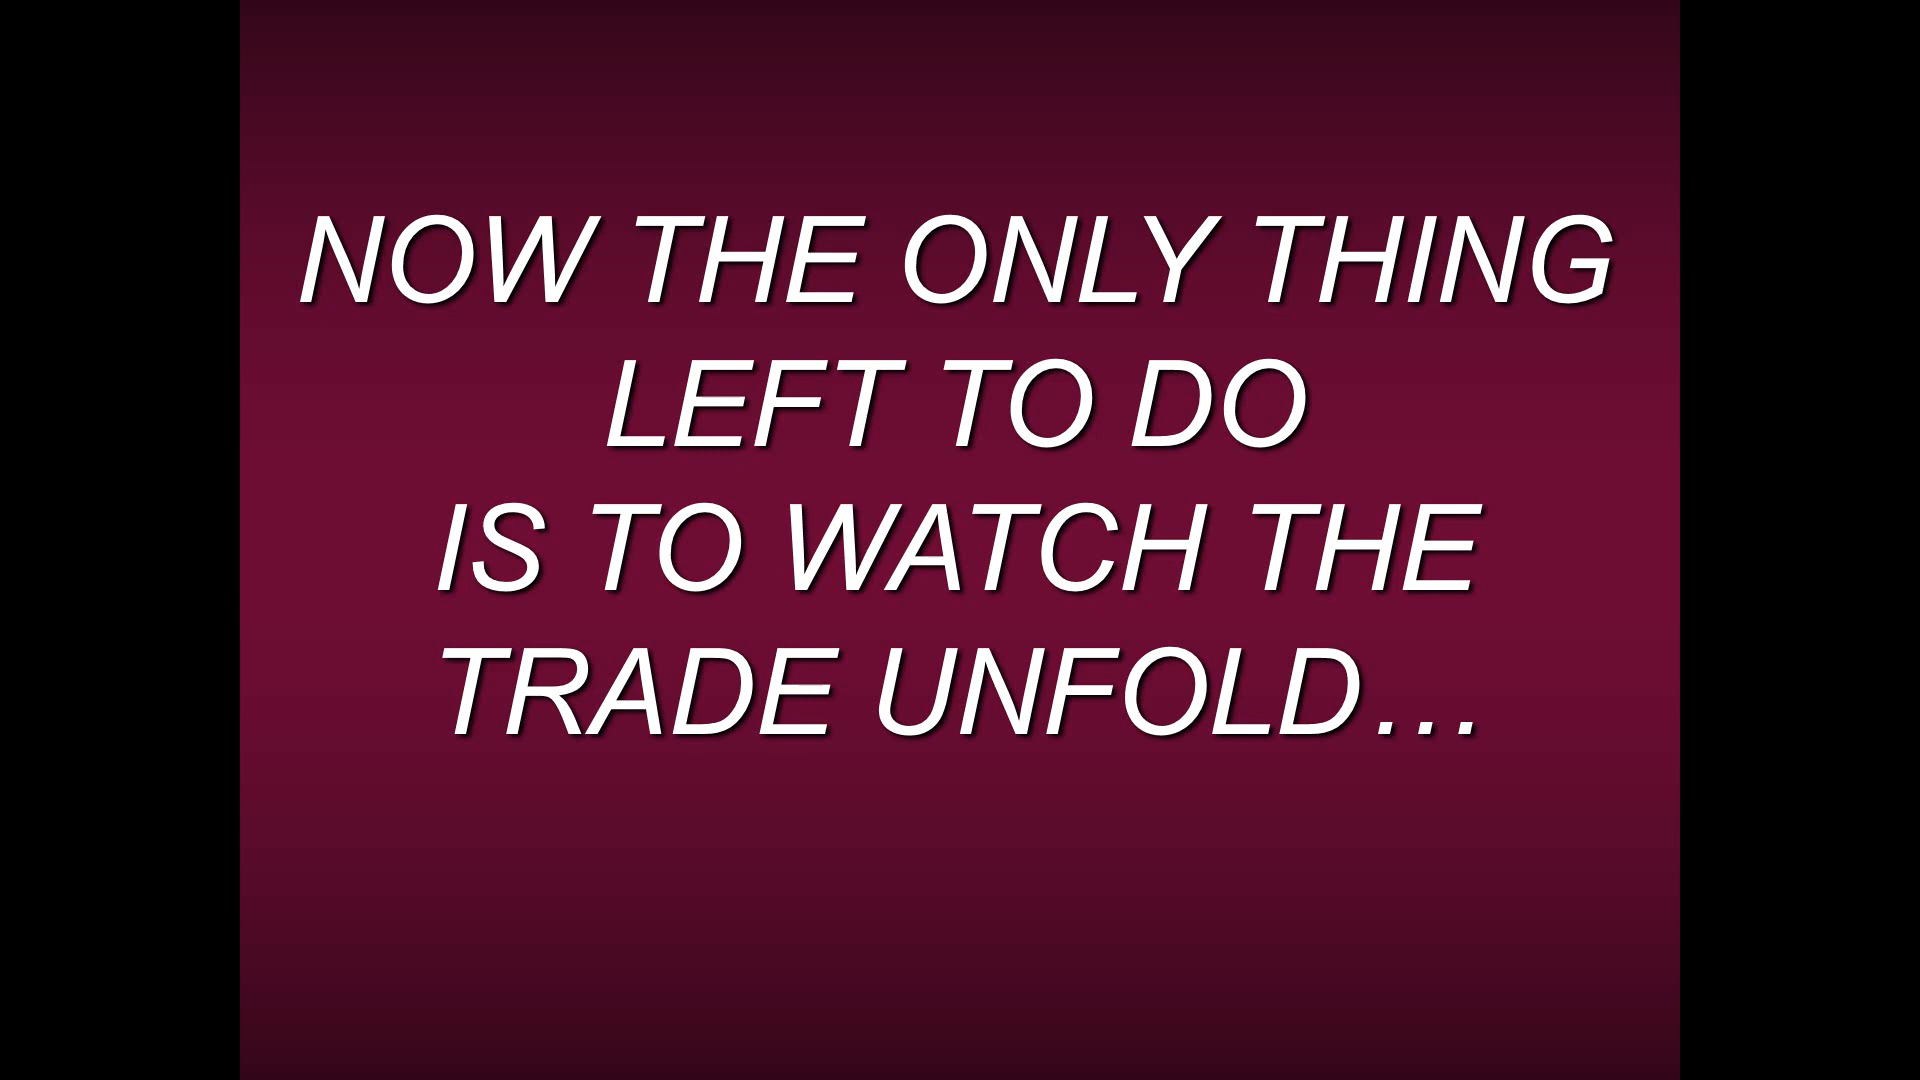 NOW THE ONLY THING
LEFT TO DO
IS TO WATCH THE
TRADE UNFOLD…